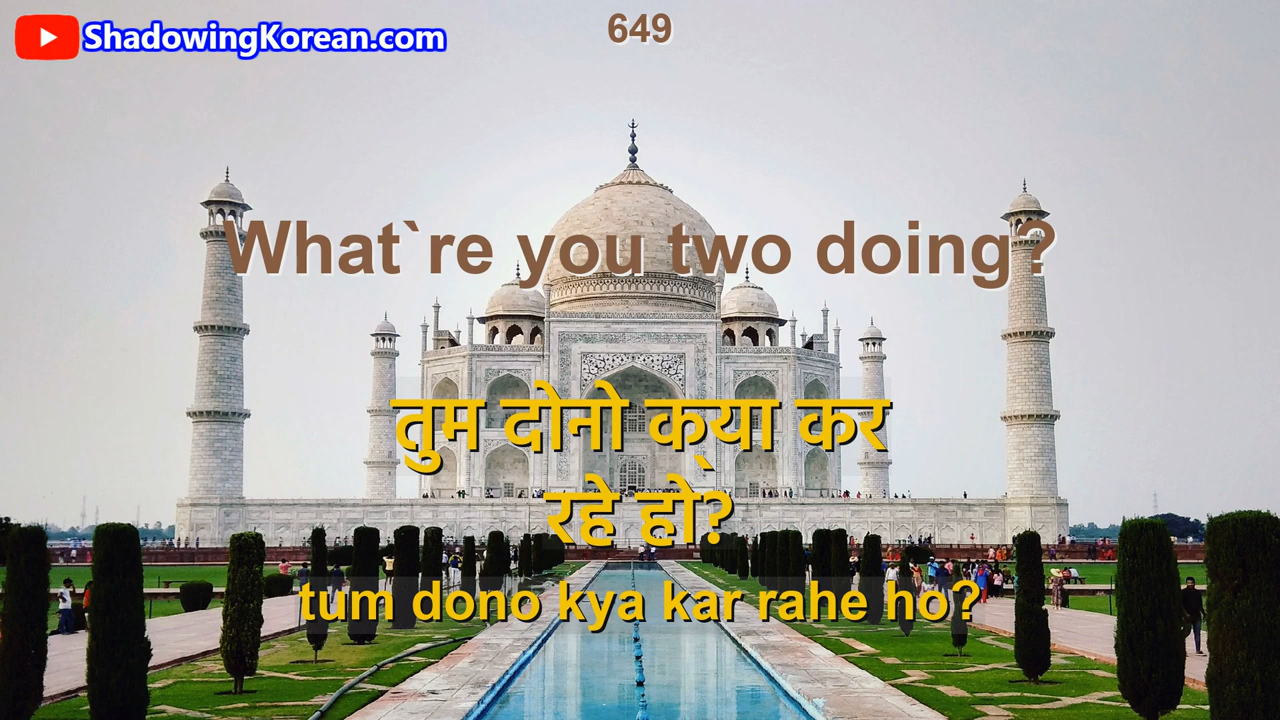 ShadowingKorean.com
649
What`re you two doing?
तुम दोनो क्या कर
रहे हो?
tum dono kya kar rahe ho?